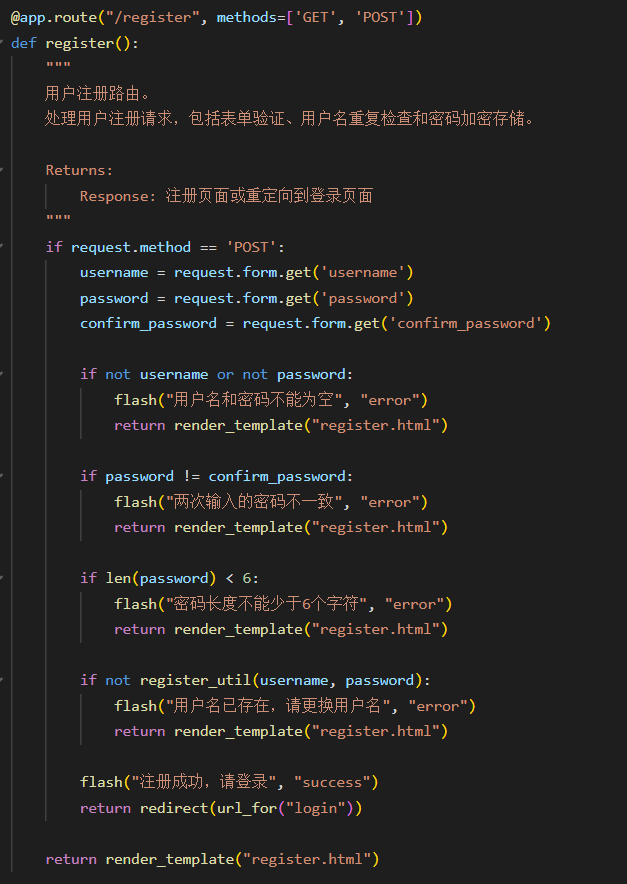 @app.route("/register", methods=['GET', 'POST'])
def register():
    """
    用户注册路由。
    处理用户注册请求，包括表单验证、用户名重复检查和密码加密存储。

    Returns:
        Response: 注册页面或重定向到登录页面
    """
    if request.method == 'POST':
        username = request.form.get('username')
        password = request.form.get('password')
        confirm_password = request.form.get('confirm_password')

        if not username or not password:
            flash("用户名和密码不能为空", "error")
            return render_template("register.html")

        if password != confirm_password:
            flash("两次输入的密码不一致", "error")
            return render_template("register.html")

        if len(password) < 6:
            flash("密码长度不能少于6个字符", "error")
            return render_template("register.html")

        if not register_util(username, password):
            flash("用户名已存在，请更换用户名", "error")
            return render_template("register.html")

        flash("注册成功，请登录", "success")
        return redirect(url_for("login"))

    return render_template("register.html")